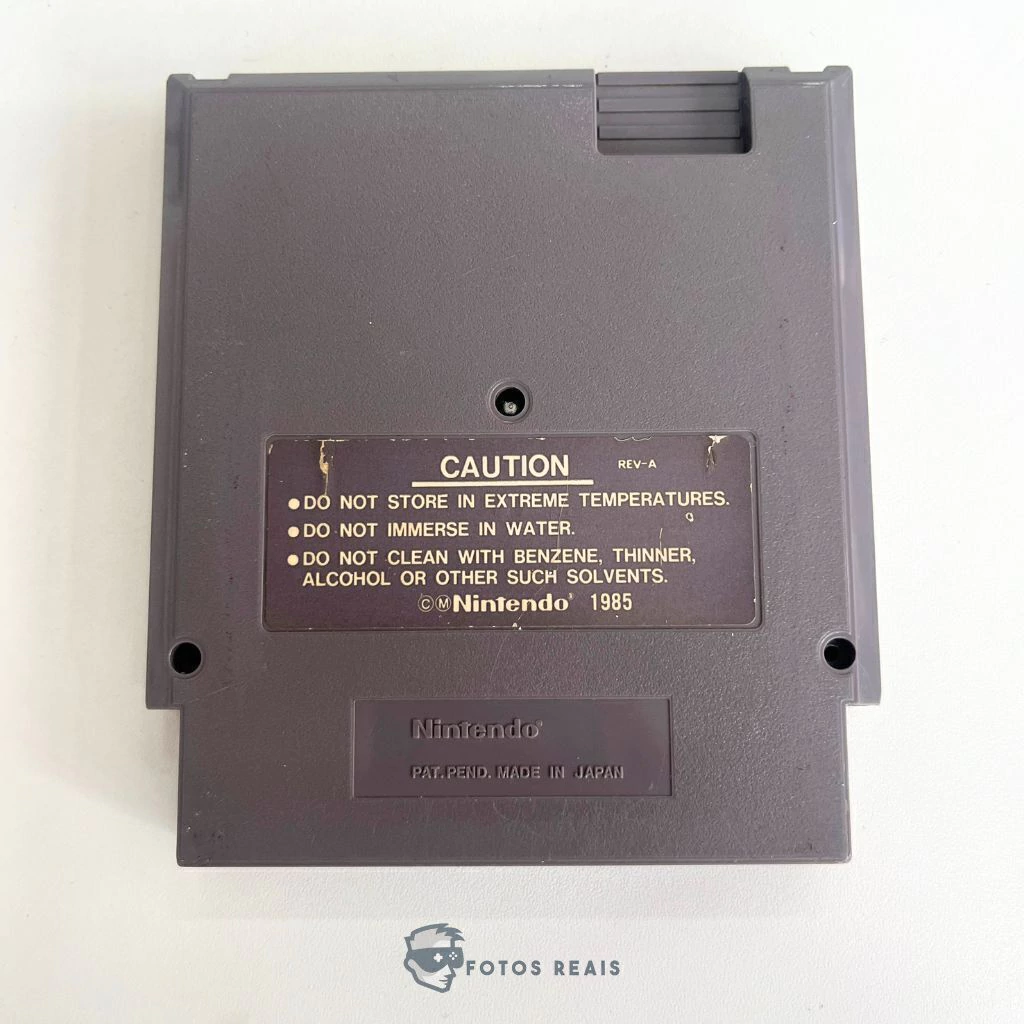 CAUTION REV-A
●DO NOT STORE IN EXTREME TEMPERATURES.
●DO NOT IMMERSE IN WATER.
●DO NOT CLEAN WITH BENZENE, THINNER,
ALCOHOL OR OTHER SUCH SOLVENTS.
©Ⓜ Nintendo® 1985
Nintendo®
PAT. PEND. MADE IN JAPAN
FOTOS REAIS